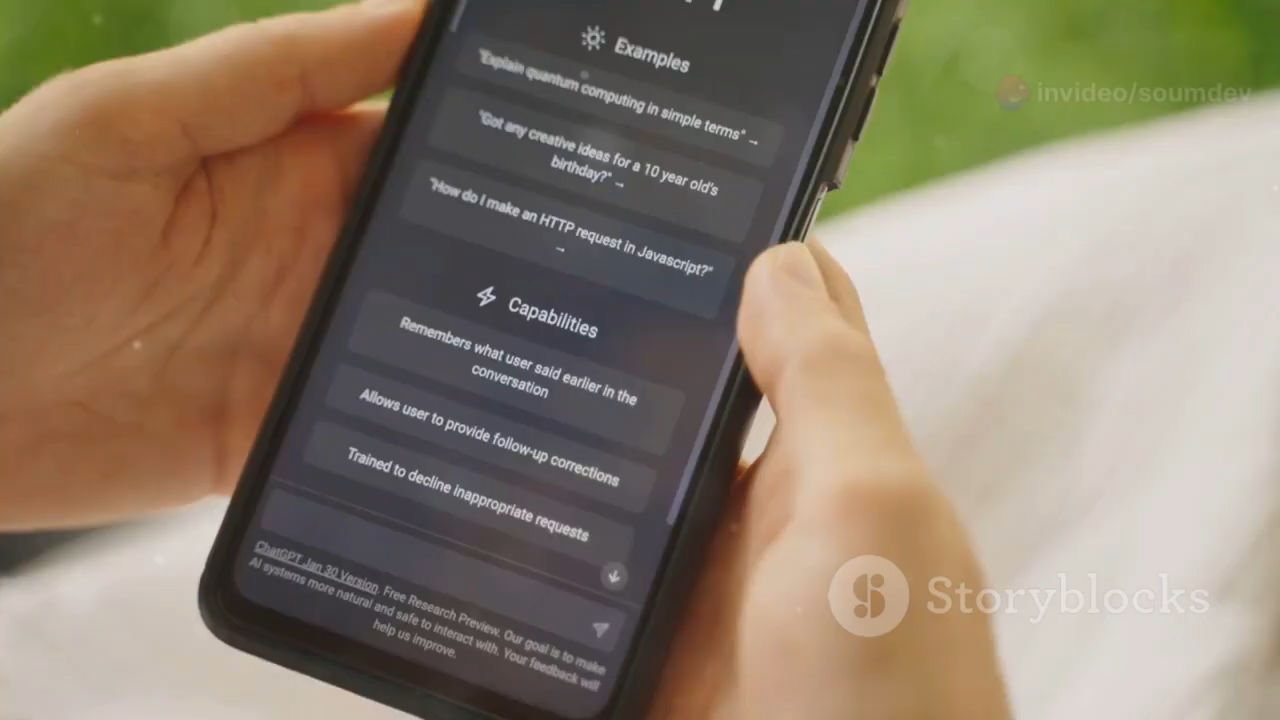 Examples
invideo/soumdev
"Explain quantum computing in simple terms" →
"Got any creative ideas for a 10 year old's
birthday?" →
"How do I make an HTTP request in Javascript?"
→
Capabilities
Remembers what user said earlier in the
conversation
Allows user to provide follow-up corrections
Trained to decline inappropriate requests
ChatGPT Jan 30 Version. Free Research Preview. Our goal is to make
AI systems more natural and safe to interact with. Your feedback will
help us improve.
Storyblocks